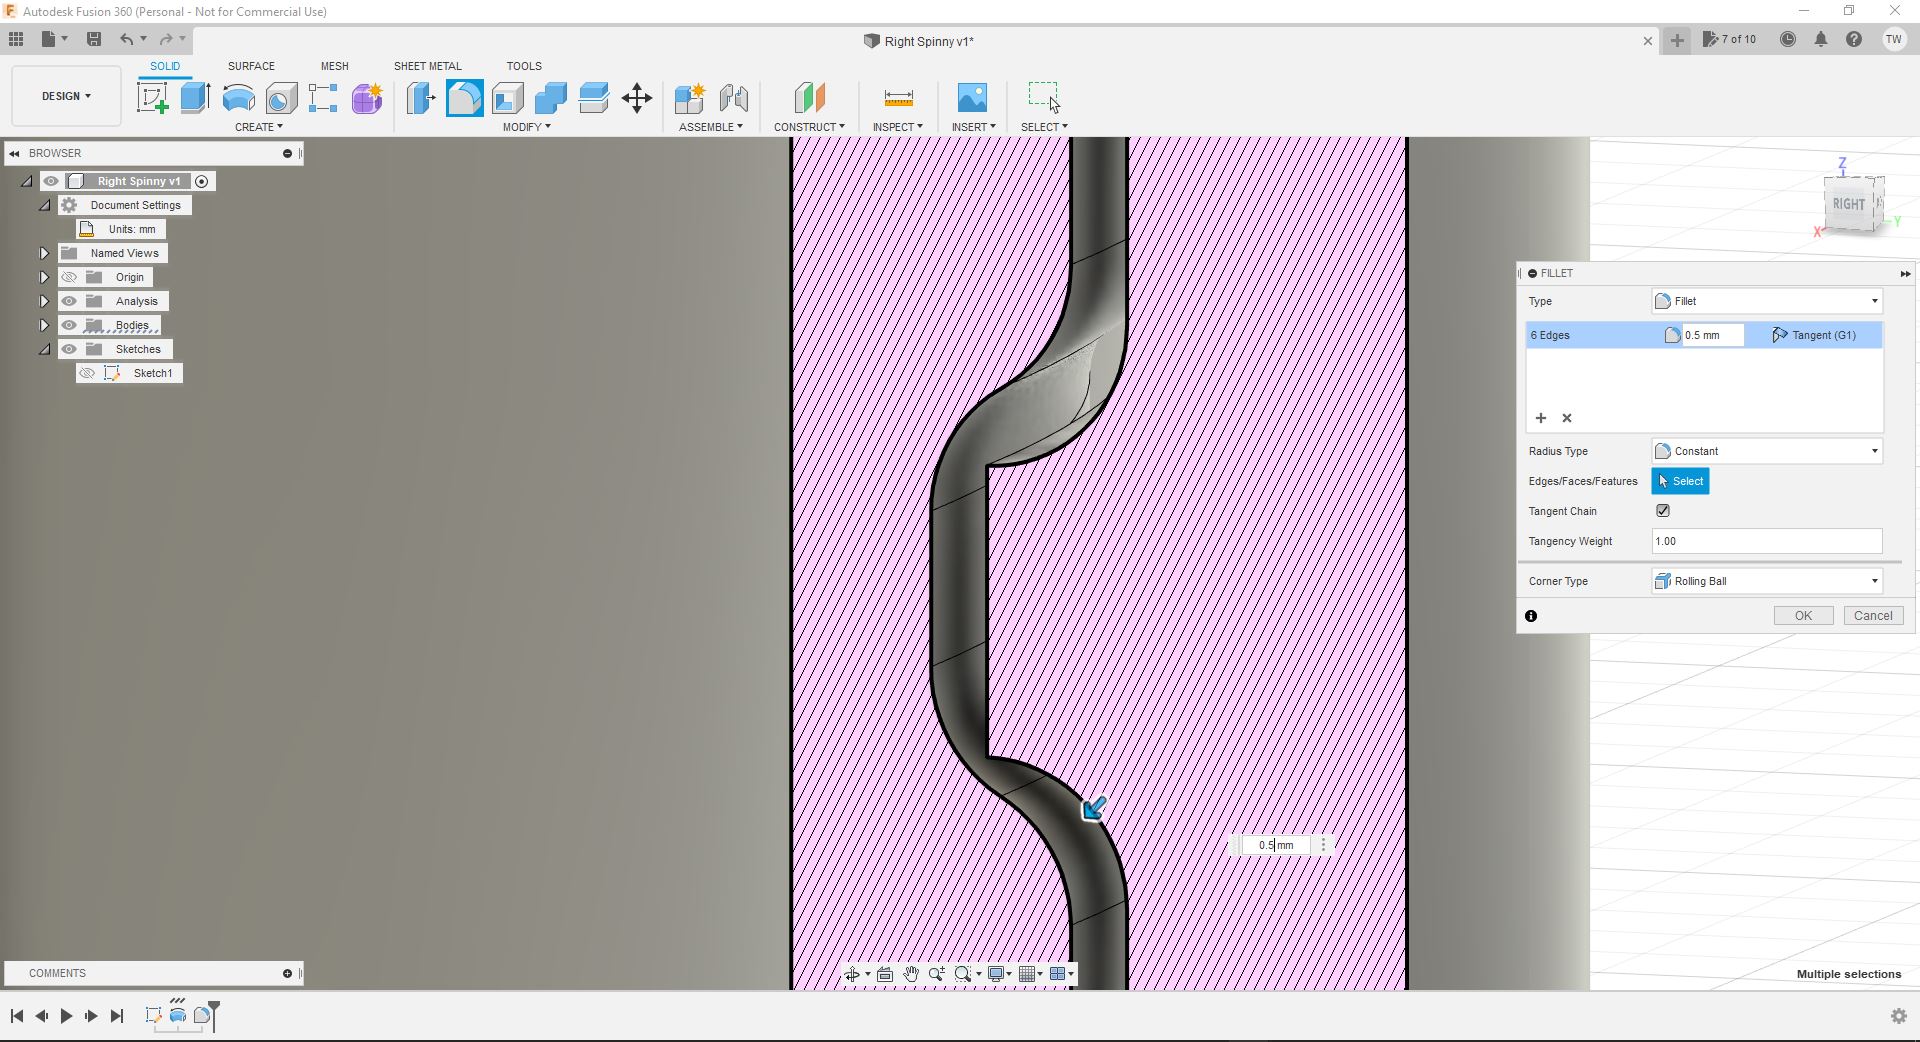 Autodesk Fusion 360 (Personal - Not for Commercial Use)
Right Spinny v1*
7 of 10
TW
DESIGN
SOLID
SURFACE
MESH
SHEET METAL
TOOLS
CREATE
MODIFY
ASSEMBLE
CONSTRUCT
INSPECT
INSERT
SELECT
BROWSER
Right Spinny v1
Document Settings
Units: mm
Named Views
Origin
Analysis
Bodies
Sketches
Sketch1
Z
RIGHT
Y
X
FILLET
Type
Fillet
6 Edges
0.5 mm
Tangent (G1)
Radius Type
Constant
Edges/Faces/Features
Select
Tangent Chain
Tangency Weight
1.00
Corner Type
Rolling Ball
OK
Cancel
0.5 mm
COMMENTS
Multiple selections